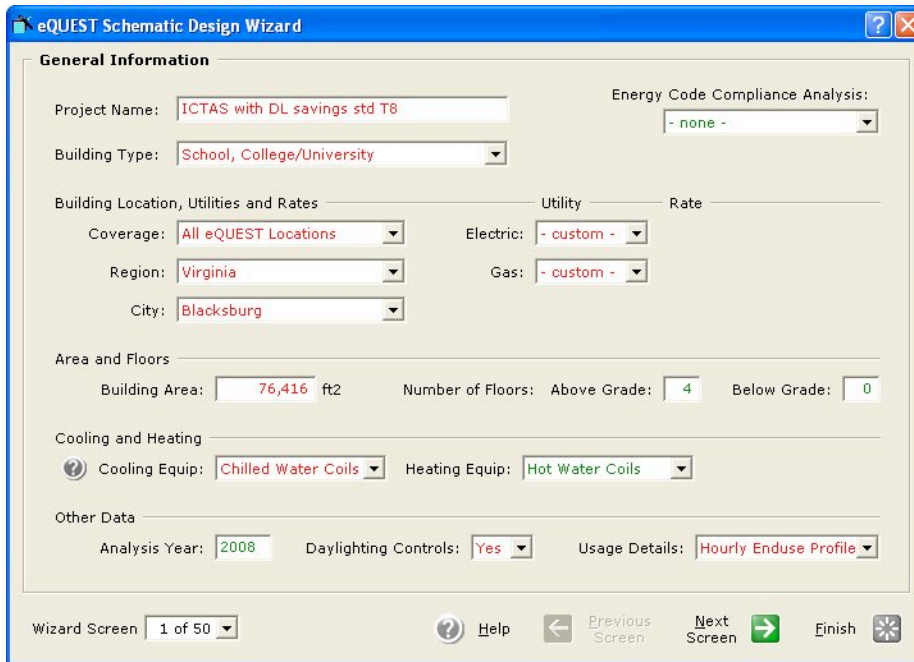 eQUEST Schematic Design Wizard
General Information
Project Name: ICTAS with DL savings std T8
Energy Code Compliance Analysis:
- none -
Building Type: School, College/University
Building Location, Utilities and Rates Utility Rate
Coverage: All eQUEST Locations Electric: - custom -
Region: Virginia Gas: - custom -
City: Blacksburg
Area and Floors
Building Area: 76,416 ft2 Number of Floors: Above Grade: 4 Below Grade: 0
Cooling and Heating
Cooling Equip: Chilled Water Coils Heating Equip: Hot Water Coils
Other Data
Analysis Year: 2008 Daylighting Controls: Yes Usage Details: Hourly Enduse Profile
Wizard Screen 1 of 50 Help Previous Screen Next Screen Finish